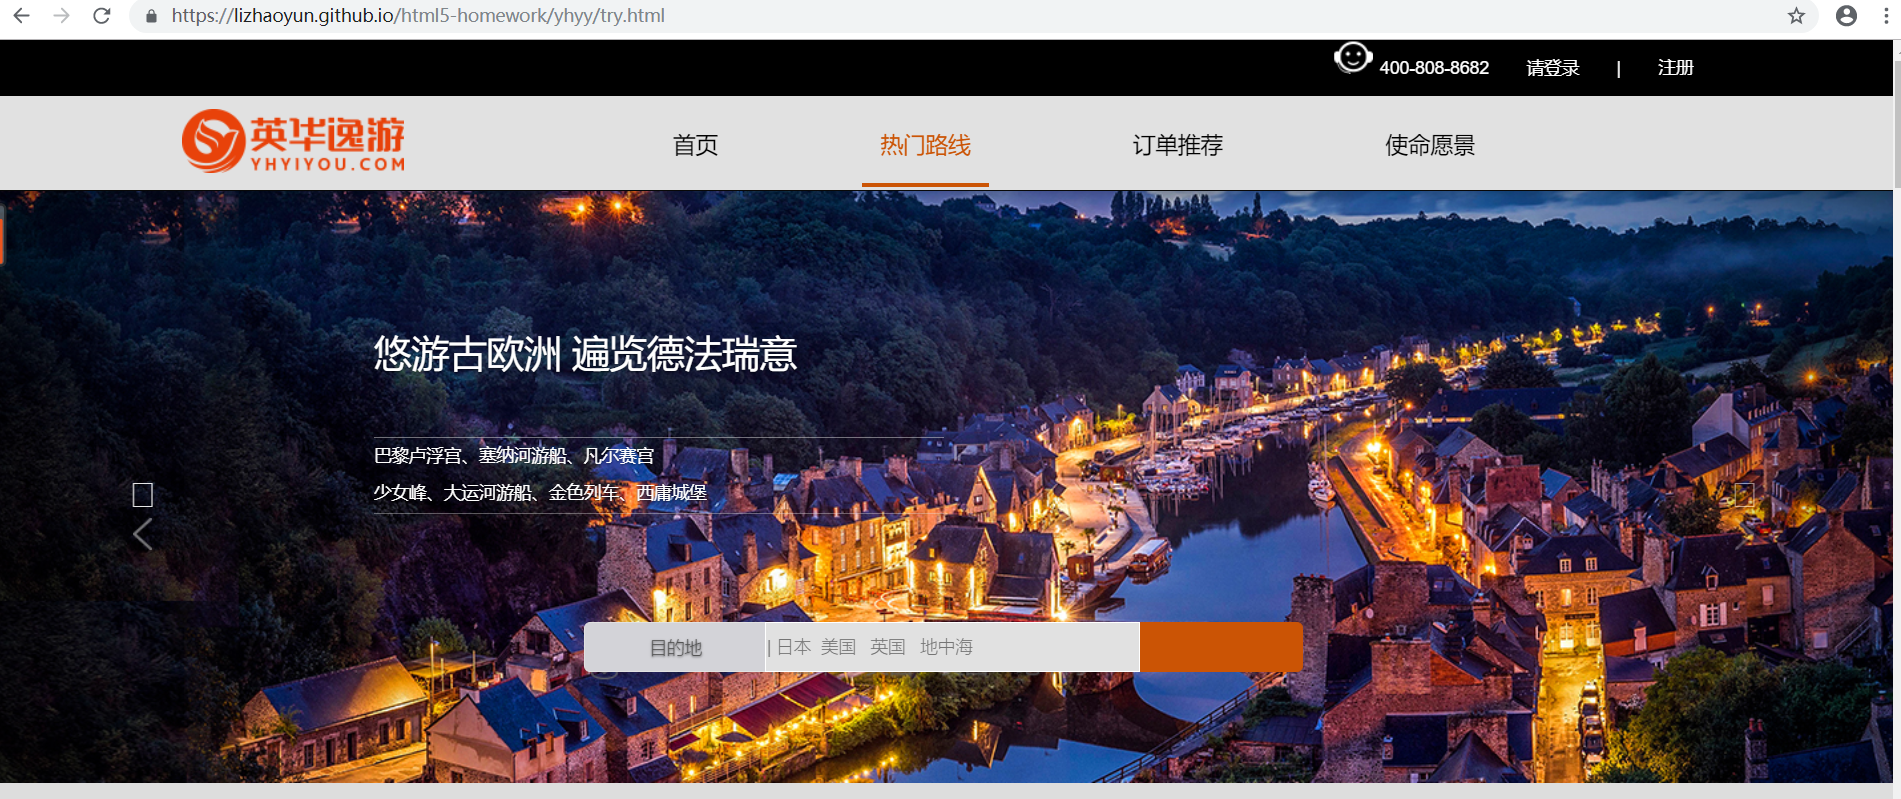 https://lizhaoyun.github.io/html5-homework/yhyy/try.html
400-808-8682 请登录 | 注册
英华逸游
YHYIYOU.COM
首页 热门路线 订单推荐 使命愿景
悠游古欧洲 遍览德法瑞意
巴黎卢浮宫、塞纳河游船、凡尔赛宫
少女峰、大运河游船、金色列车、西庸城堡
目的地 | 日本 美国 英国 地中海